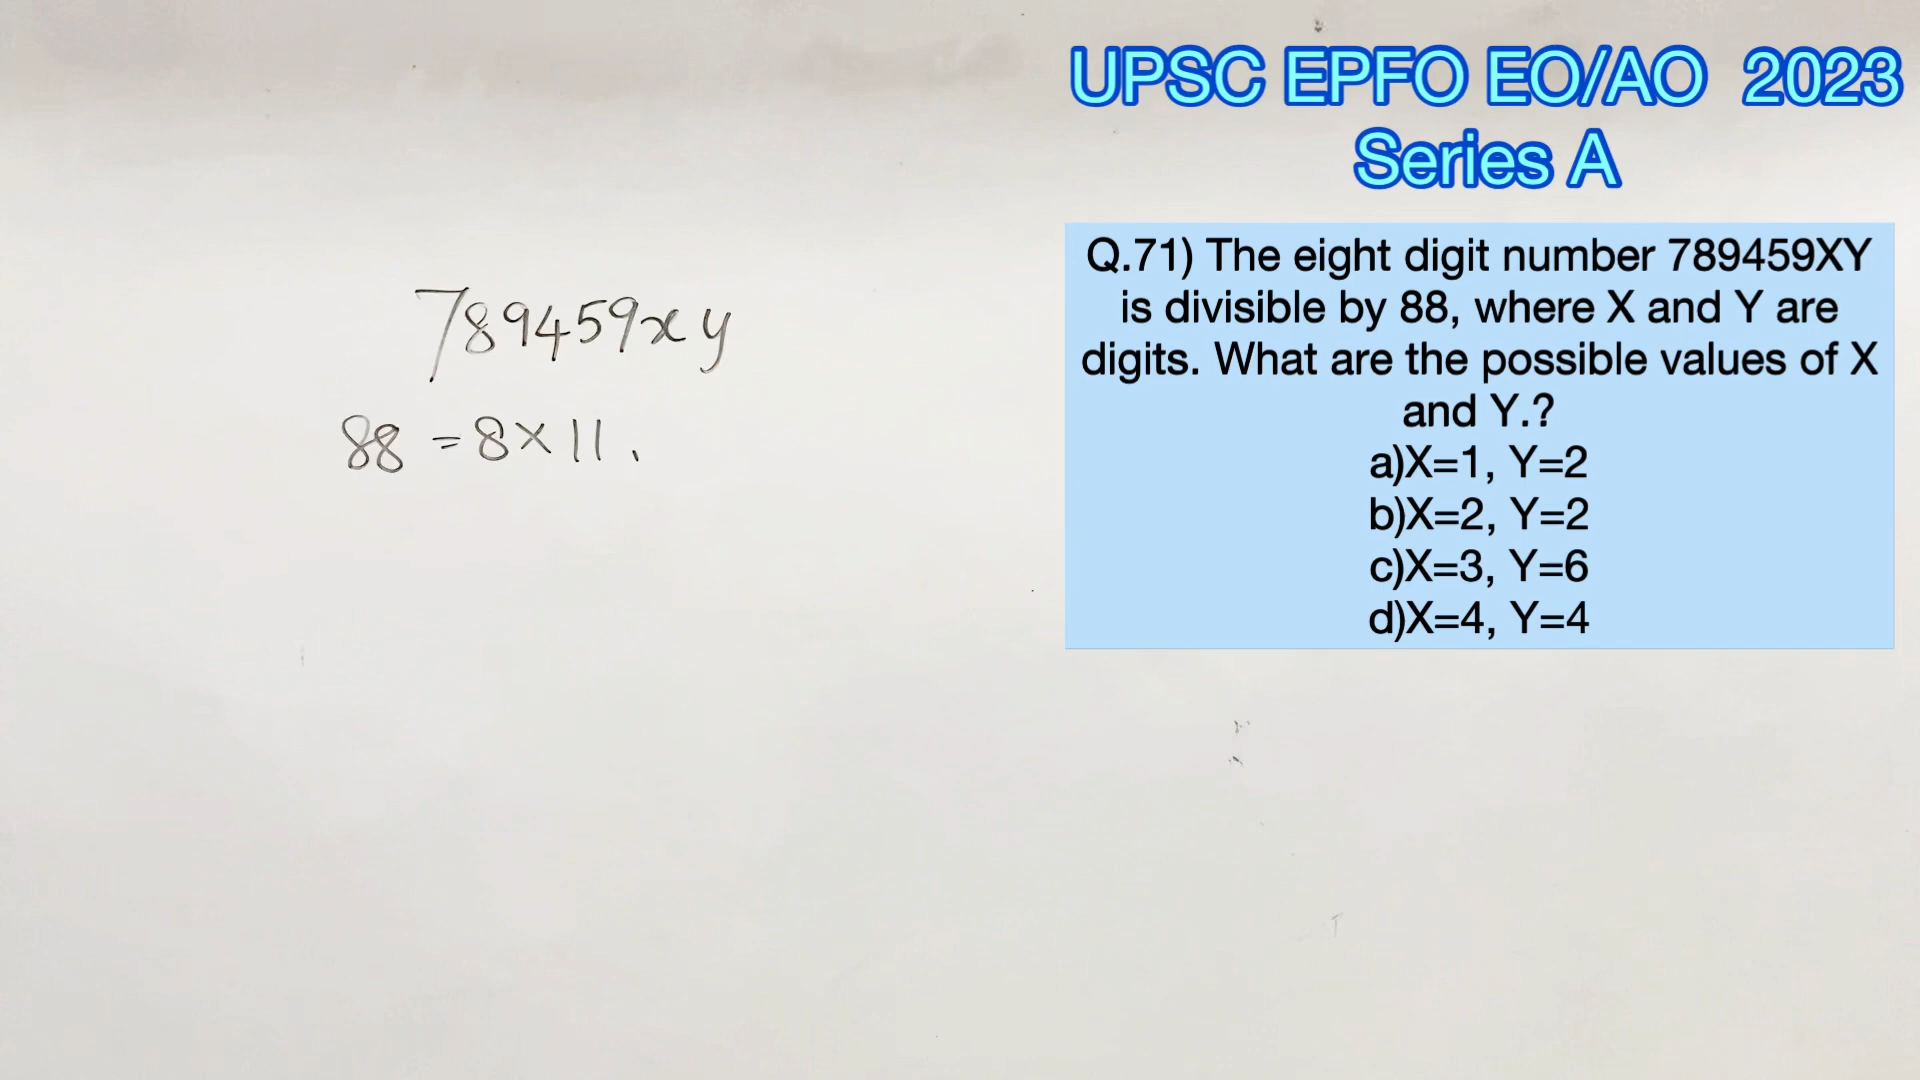 UPSC EPFO EO/AO 2023
Series A
Q.71) The eight digit number 789459XY
is divisible by 88, where X and Y are
digits. What are the possible values of X
and Y.?
a)X=1, Y=2
b)X=2, Y=2
c)X=3, Y=6
d)X=4, Y=4
789459xy
88 = 8×11.